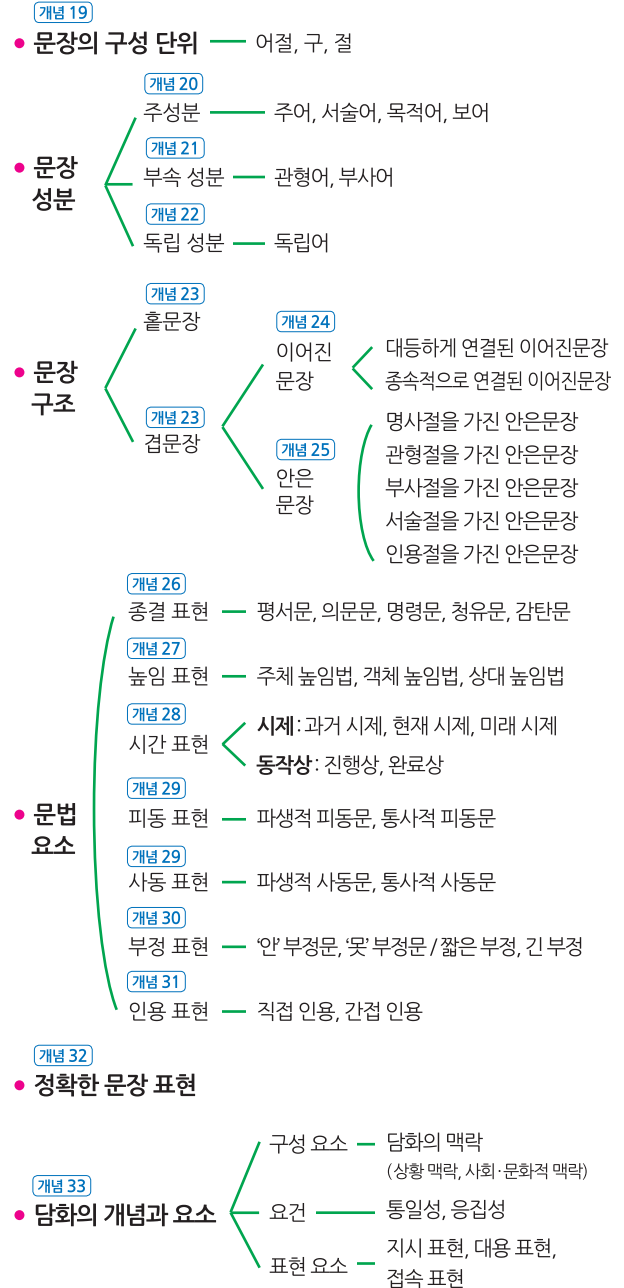 개념 19
• 문장의 구성 단위 어절, 구, 절
개념 20
주성분 주어, 서술어, 목적어, 보어
• 문장
성분
개념 21
부속 성분 관형어, 부사어
개념 22
독립 성분 독립어
개념 23
홑문장
• 문장
구조
개념 23
겹문장
개념 24
이어진
문장
대등하게 연결된 이어진문장
종속적으로 연결된 이어진문장
개념 25
안은
문장
명사절을 가진 안은문장
관형절을 가진 안은문장
부사절을 가진 안은문장
서술절을 가진 안은문장
인용절을 가진 안은문장
• 문법
요소
개념 26
종결 표현 평서문, 의문문, 명령문, 청유문, 감탄문
개념 27
높임 표현 주체 높임법, 객체 높임법, 상대 높임법
개념 28
시간 표현
시제 : 과거 시제, 현재 시제, 미래 시제
동작상 : 진행상, 완료상
개념 29
피동 표현 파생적 피동문, 통사적 피동문
개념 29
사동 표현 파생적 사동문, 통사적 사동문
개념 30
부정 표현 ‘안’ 부정문, ‘못’ 부정문 / 짧은 부정, 긴 부정
개념 31
인용 표현 직접 인용, 간접 인용
개념 32
• 정확한 문장 표현
개념 33
• 담화의 개념과 요소
구성 요소 담화의 맥락
(상황 맥락, 사회·문화적 맥락)
요건 통일성, 응집성
표현 요소 지시 표현, 대용 표현,
접속 표현